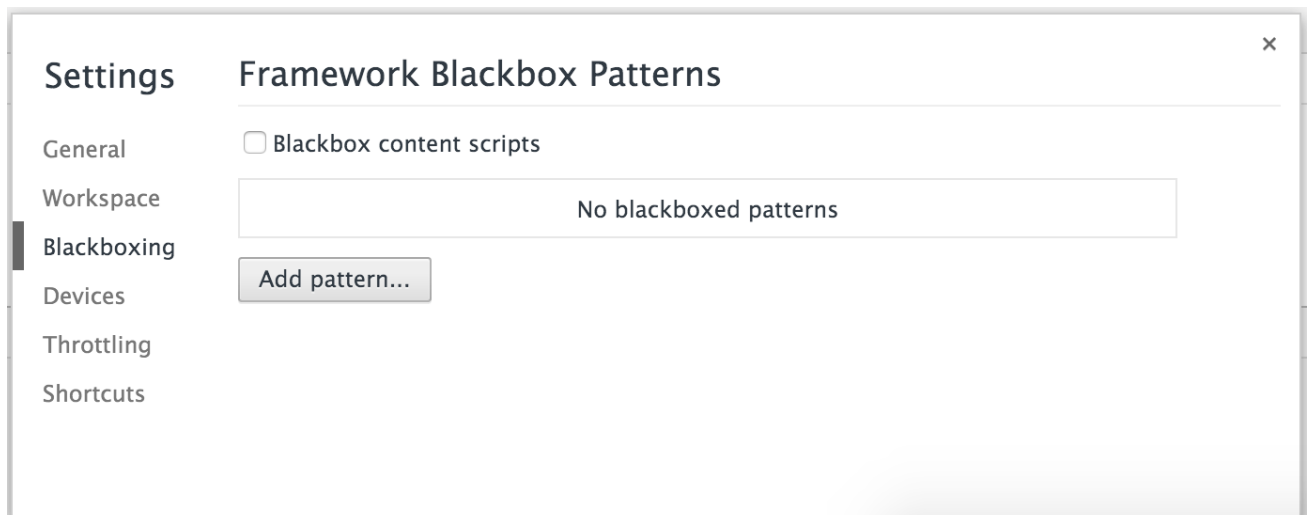 Settings
General
Workspace
Blackboxing
Devices
Throttling
Shortcuts
Framework Blackbox Patterns
Blackbox content scripts
No blackboxed patterns
Add pattern...
×